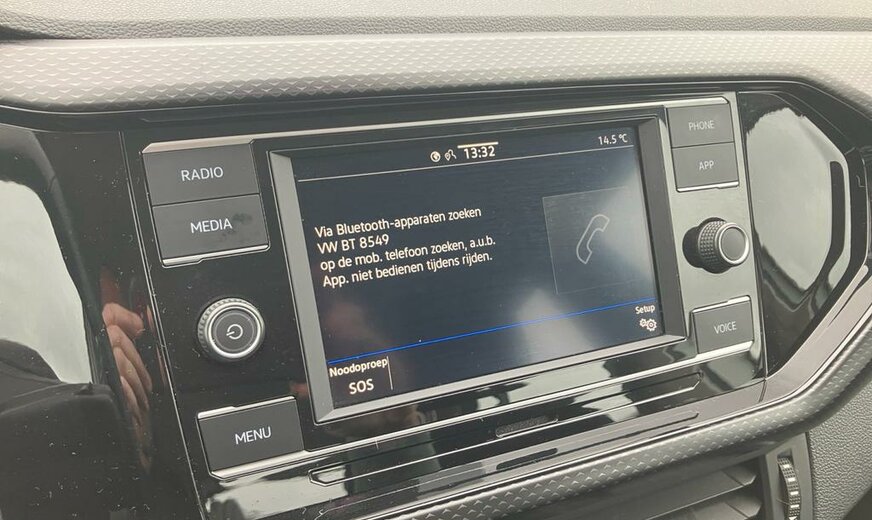 RADIO
MEDIA
MENU
13:32
14.5 °C
Via Bluetooth-apparaten zoeken
VW BT 8549
op de mob. telefoon zoeken, a.u.b.
App. niet bedienen tijdens rijden.
Setup
Noodoproep
SOS
PHONE
APP
VOICE